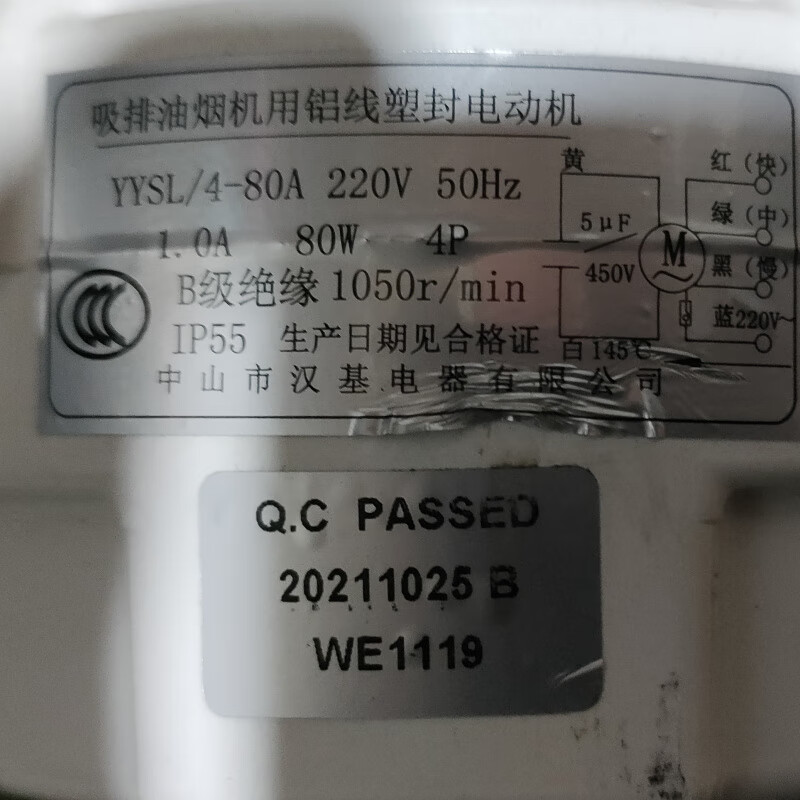 吸排油烟机用铝线塑封电动机
YYSL/4-80A 220V 50Hz
1.0A 80W 4P
B级绝缘 1050r/min
IP55 生产日期见合格证
中山市汉基电器有限公司
黄
5μF
450V
百 145℃
M
~
红(快)
绿(中)
黑(慢)
蓝220V~
CCC
Q.C PASSED
20211025 B
WE1119